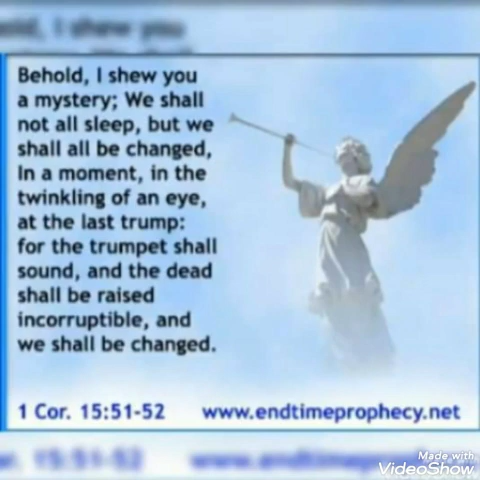 Behold, I shew you
a mystery; We shall
not all sleep, but we
shall all be changed,
In a moment, in the
twinkling of an eye,
at the last trump:
for the trumpet shall
sound, and the dead
shall be raised
incorruptible, and
we shall be changed.
1 Cor. 15:51-52 www.endtimeprophecy.net
Made with
VideoShow